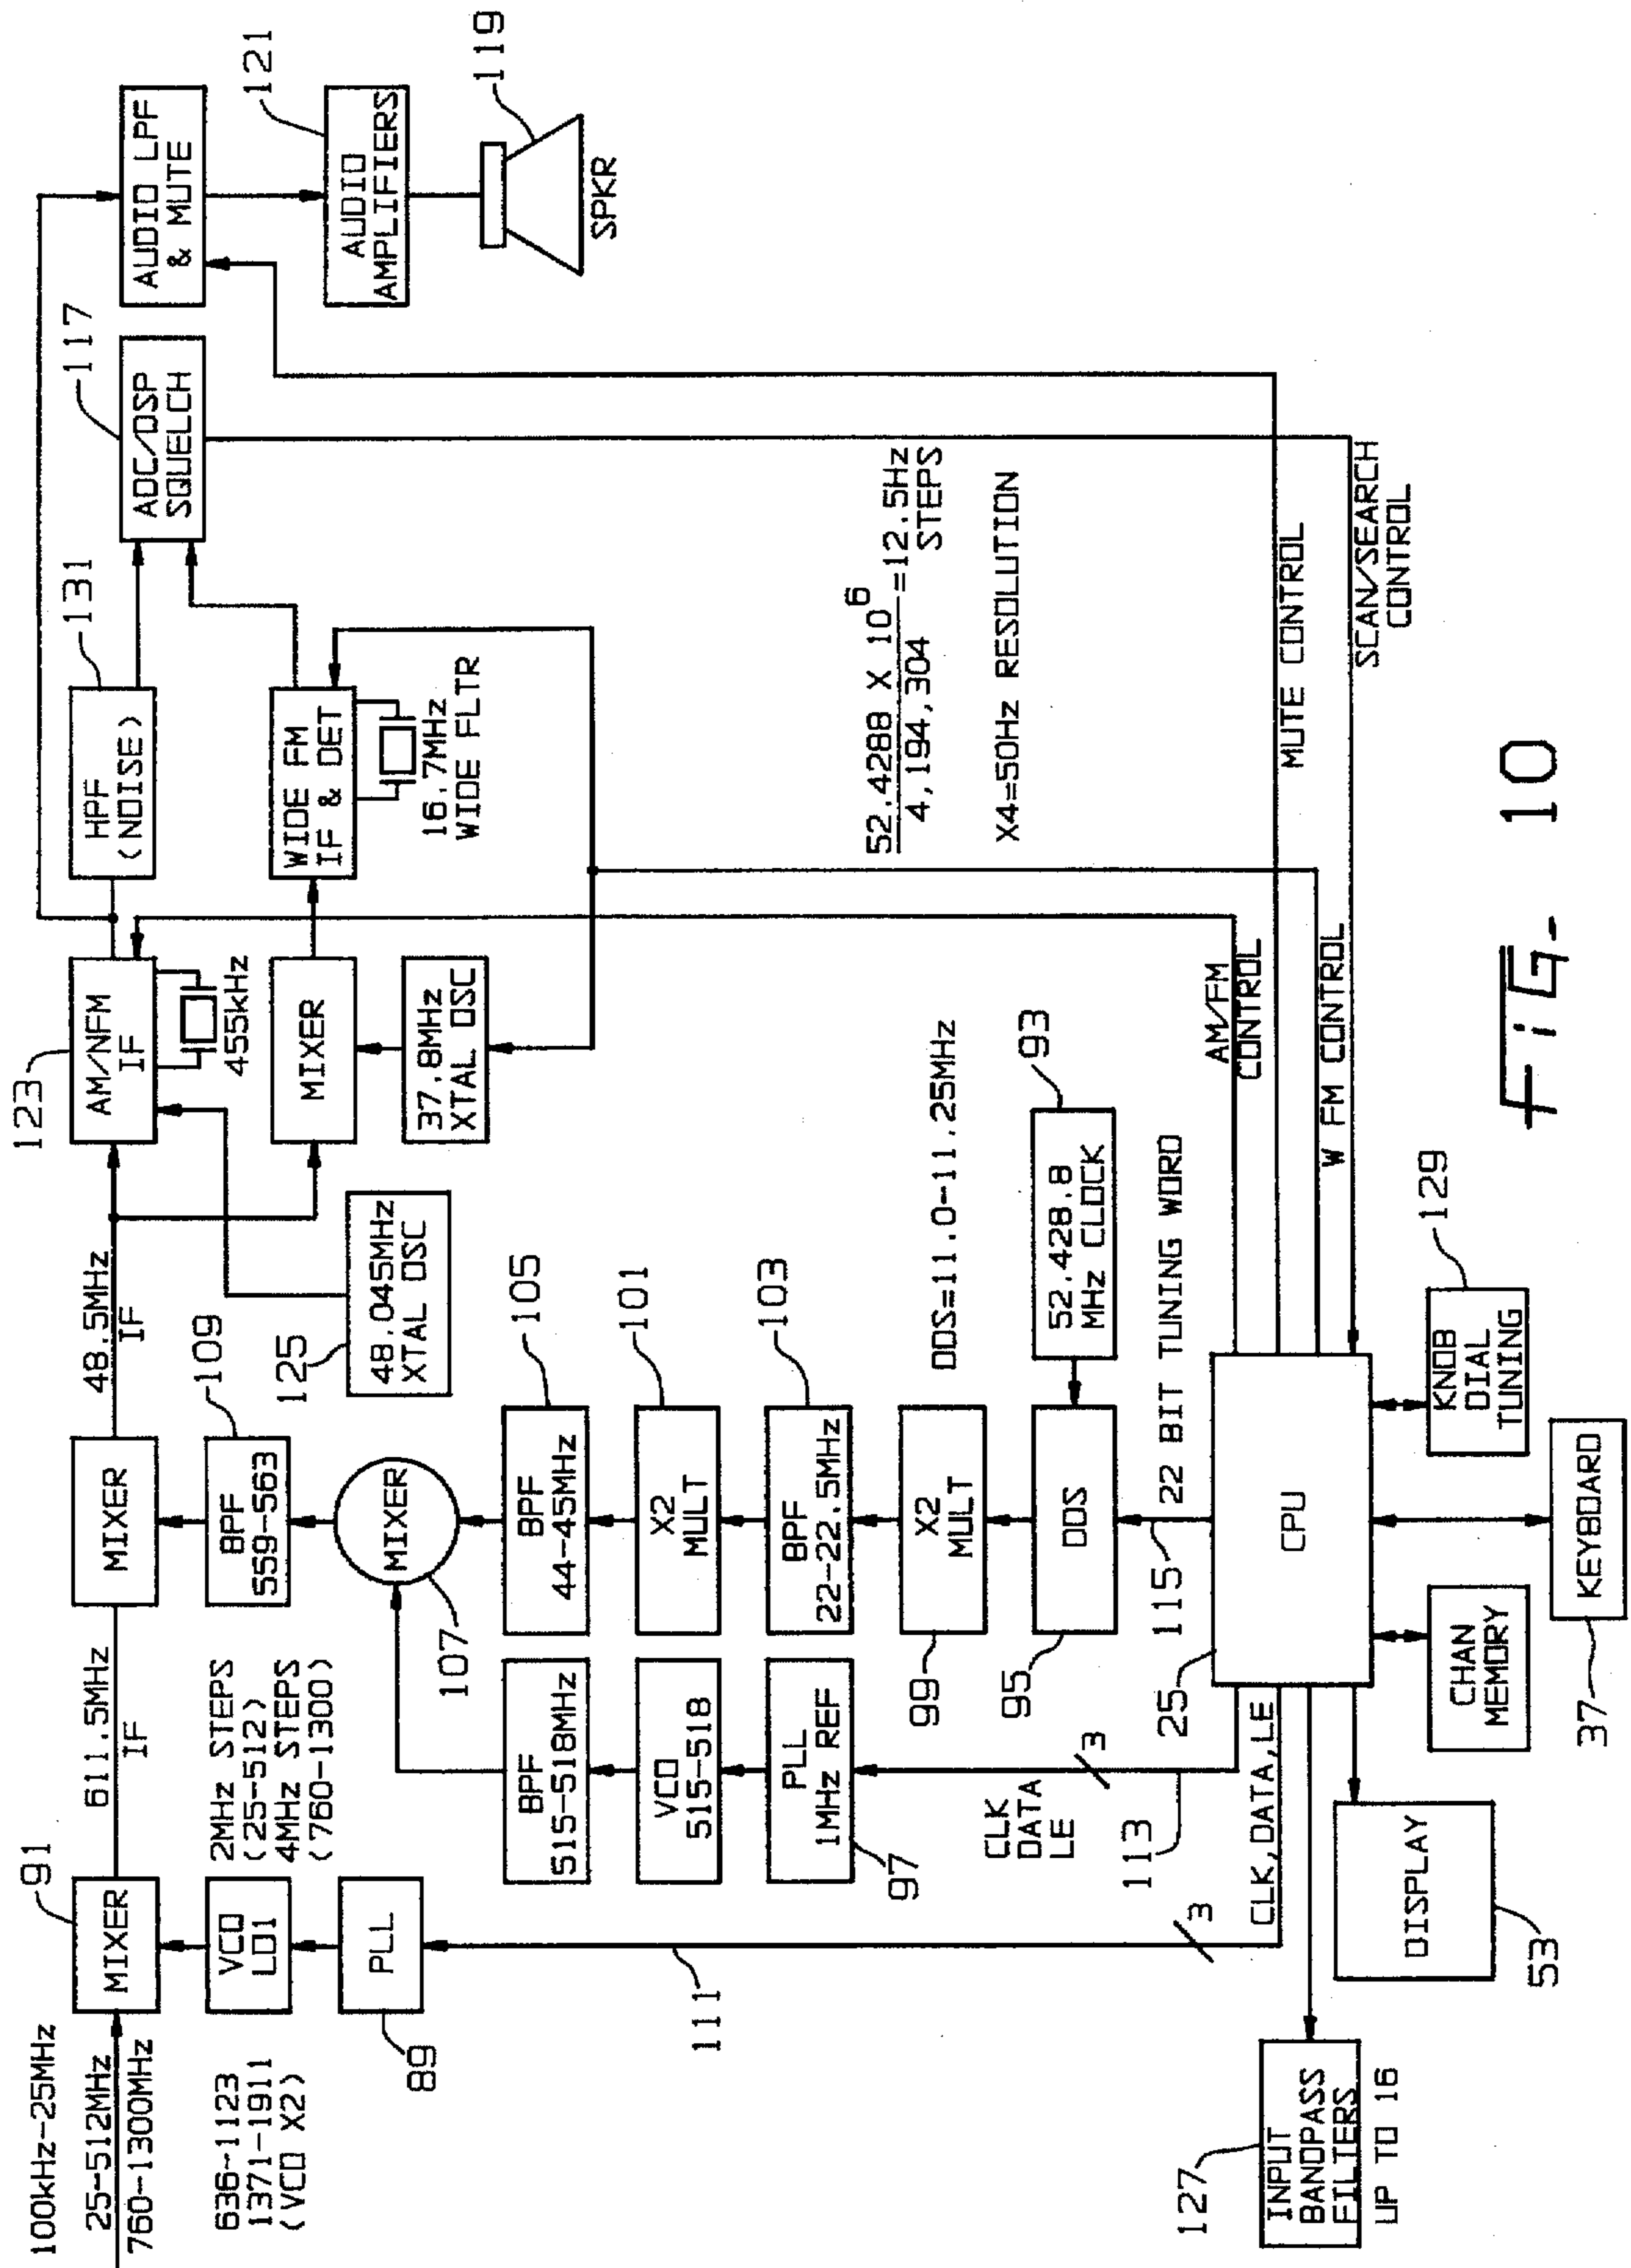 100kHz-25MHz
25-512MHz
760-1300MHz
636-1123
1371-1911
(VCO X2)
MIXER
91
VCO
LO1
PLL
89
2MHz STEPS
(25-512)
4MHz STEPS
(760-1300)
611.5MHz
IF
MIXER
BPF
559-563
109
MIXER
107
48.5MHz
IF
BPF
515-518MHz
VCO
515-518
PLL
1MHz REF
97
BPF
44-45MHz
105
X2
MULT
101
BPF
22-22.5MHz
103
X2
MULT
99
DDS
95
DDS=11.0-11.25MHz
52.428.8
MHz CLOCK
93
48.045MHz
XTAL OSC
125
123
AM/NFM
IF
455kHz
MIXER
37.8MHz
XTAL OSC
HPF
(NOISE)
131
WIDE FM
IF & DET
16.7MHz
WIDE FLTR
ADC/DSP
SQUELCH
117
AUDIO LPF
& MUTE
AUDIO
AMPLIFIERS
121
SPKR
119
52.4288 X 10
6
4,194,304
=12.5Hz
STEPS
X4=50Hz RESOLUTION
111
3
CLK,DATA,LE
CLK
DATA
LE
3
113
115
22 BIT TUNING WORD
AM/FM
CONTROL
MUTE CONTROL
W FM CONTROL
SCAN/SEARCH
CONTROL
25
CPU
127
INPUT
BANDPASS
FILIERS
UP TO 16
DISPLAY
53
CHAN
MEMORY
KEYBOARD
37
KNOB
DIAL
TUNING
129
FiG- 10